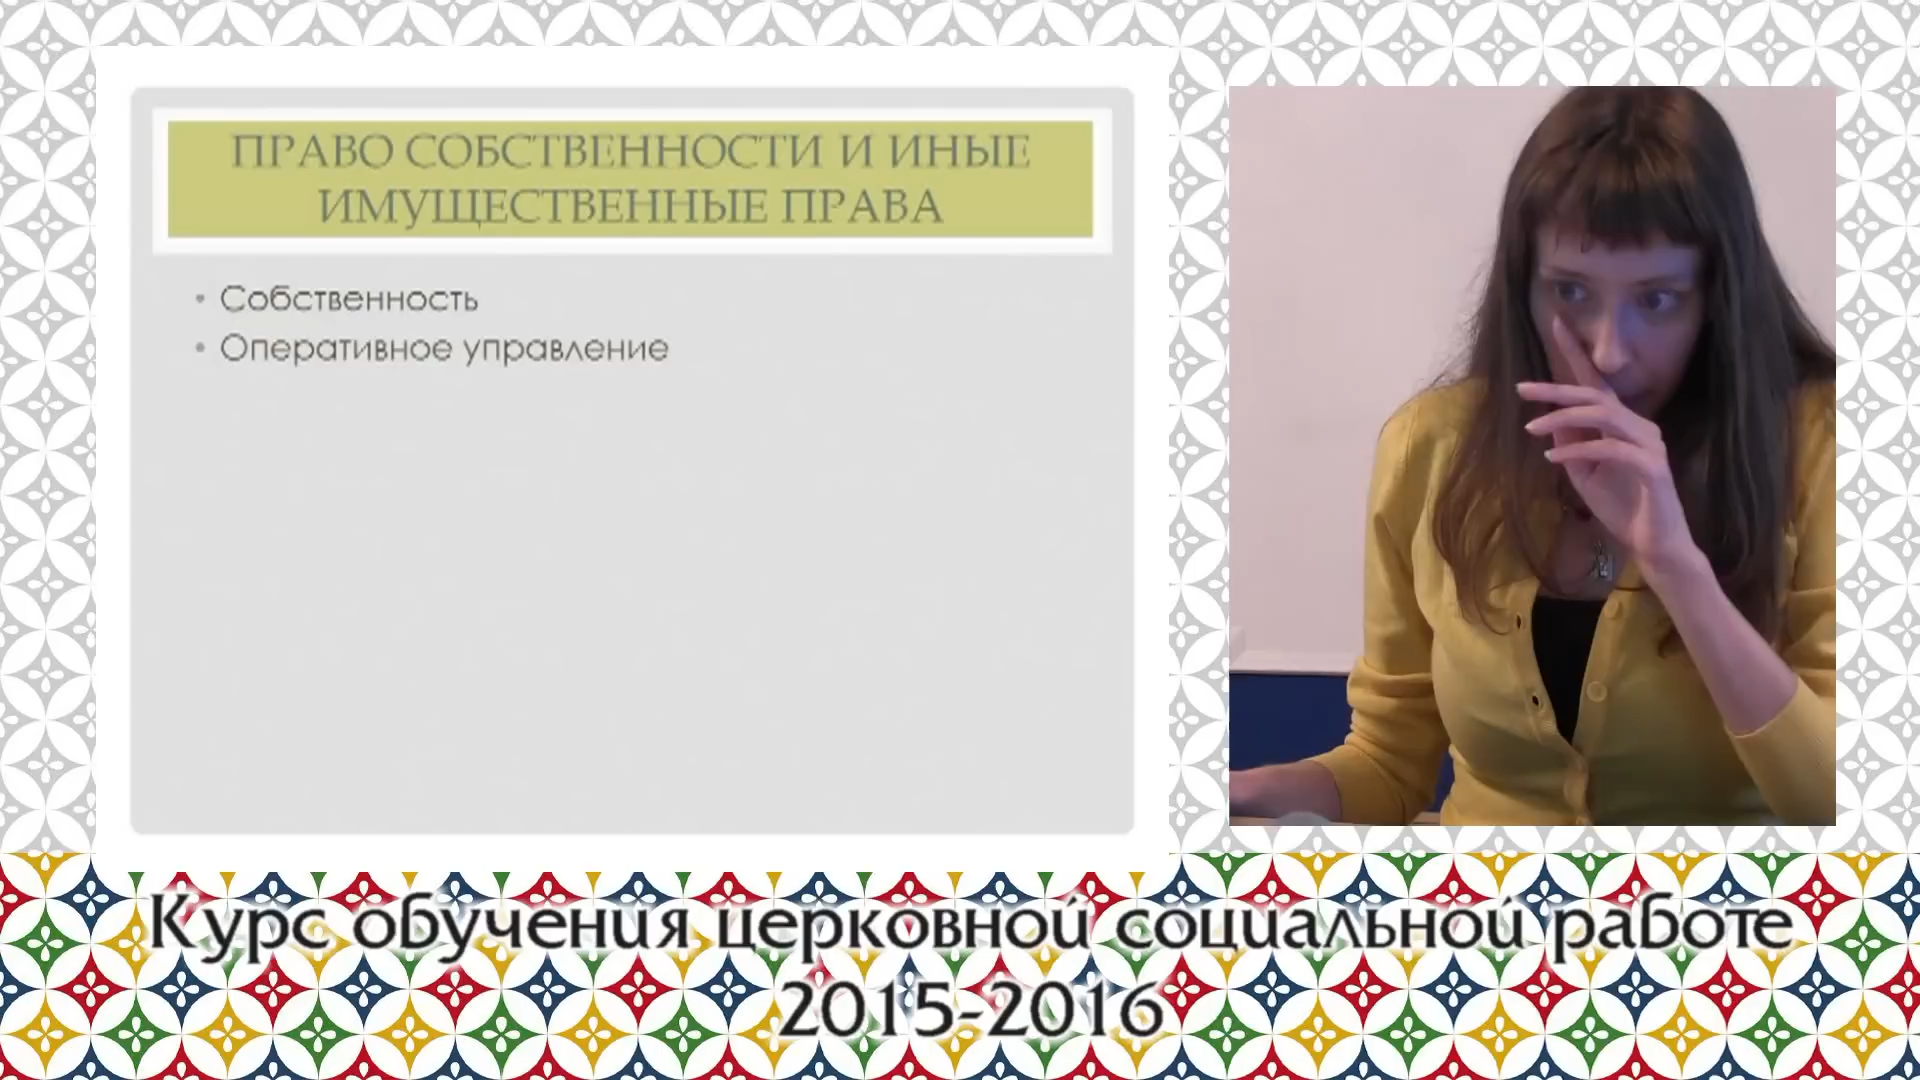 ПРАВО СОБСТВЕННОСТИ И ИНЫЕ
ИМУЩЕСТВЕННЫЕ ПРАВА
• Собственность
• Оперативное управление
Курс обучения церковной социальной работе
2015-2016